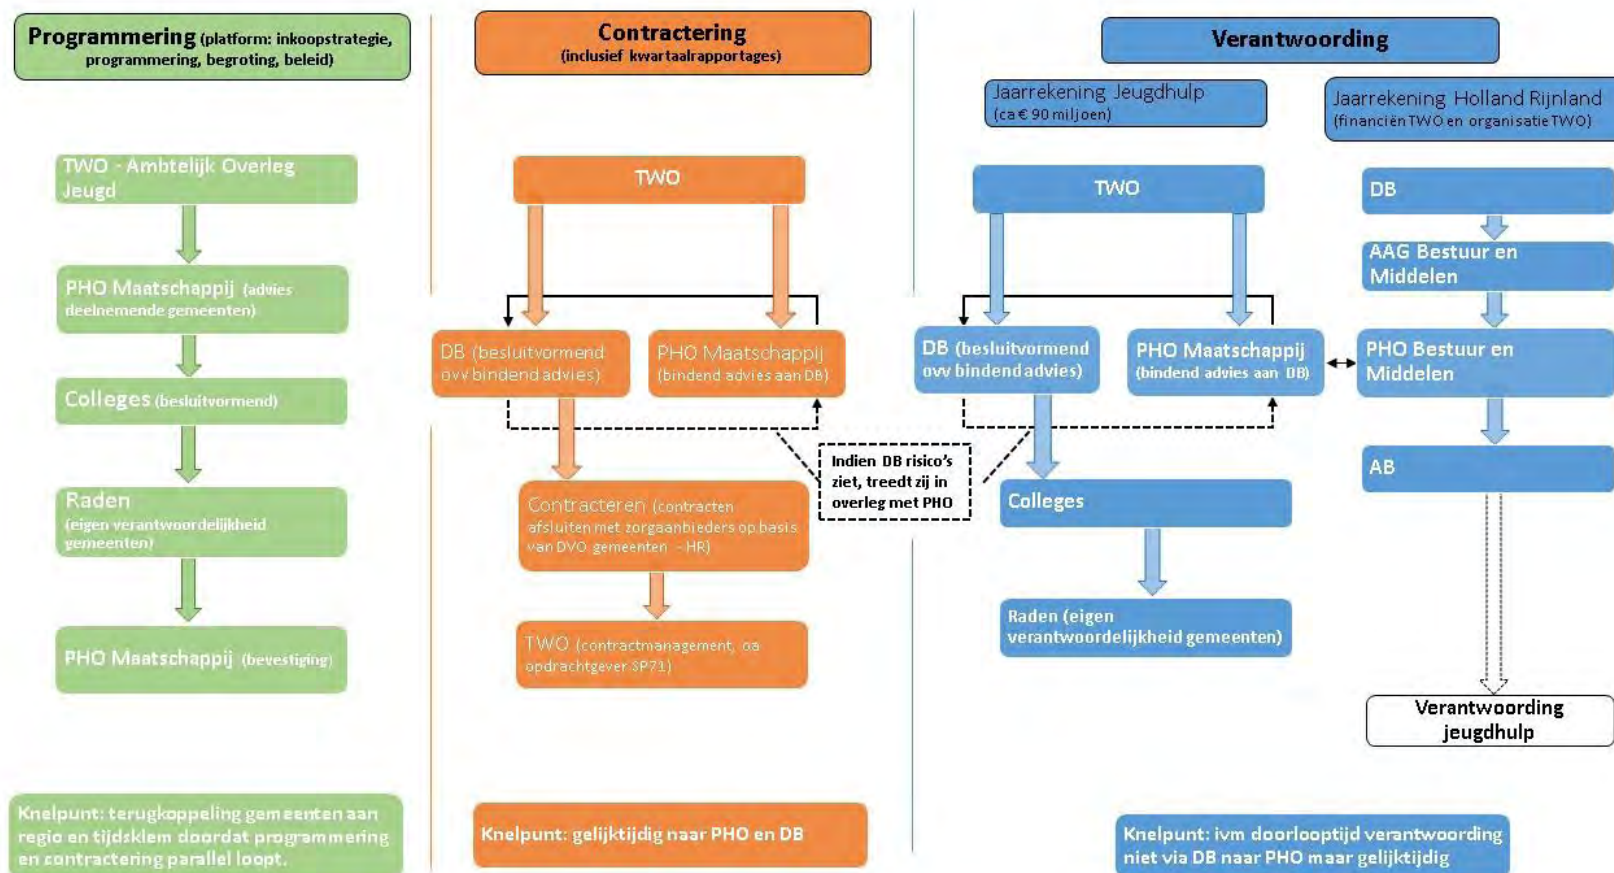 Programmering (platform: inkoopstrategie,
programmering, begroting, beleid)
TWO - Ambtelijk Overleg
Jeugd
PHO Maatschappij (advies
deelnemende gemeenten)
Colleges (besluitvormend)
Raden
(eigen verantwoordelijkheid
gemeenten)
PHO Maatschappij (bevestiging)
Knelpunt: terugkoppeling gemeenten aan
regio en tijdsklem doordat programmering
en contractering parallel loopt.
Contractering
(inclusief kwartaalrapportages)
TWO
DB (besluitvormend
ovv bindend advies)
PHO Maatschappij
(bindend advies aan DB)
Contracteren (contracten
afsluiten met zorgaanbieders op basis
van DVO gemeenten - HR)
TWO (contractmanagement, oa
opdrachtgever SP71)
Knelpunt: gelijktijdig naar PHO en DB
Indien DB risico's
ziet, treedt zij in
overleg met PHO
Verantwoording
Jaarrekening Jeugdhulp
(ca € 90 miljoen)
TWO
DB (besluitvormend
ovv bindend advies)
PHO Maatschappij
(bindend advies aan DB)
Colleges
Raden (eigen
verantwoordelijkheid gemeenten)
Jaarrekening Holland Rijnland
(financiën TWO en organisatie TWO)
DB
AAG Bestuur en
Middelen
PHO Bestuur en
Middelen
AB
Verantwoording
jeugdhulp
Knelpunt: ivm doorlooptijd verantwoording
niet via DB naar PHO maar gelijktijdig